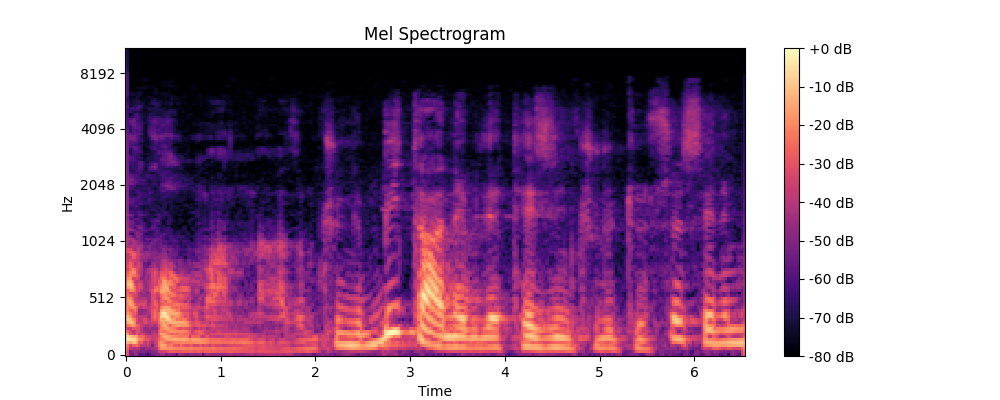 Mel Spectrogram
Hz
8192
4096
2048
1024
512
0
0 1 2 3 4 5 6
Time
+0 dB
-10 dB
-20 dB
-30 dB
-40 dB
-50 dB
-60 dB
-70 dB
-80 dB